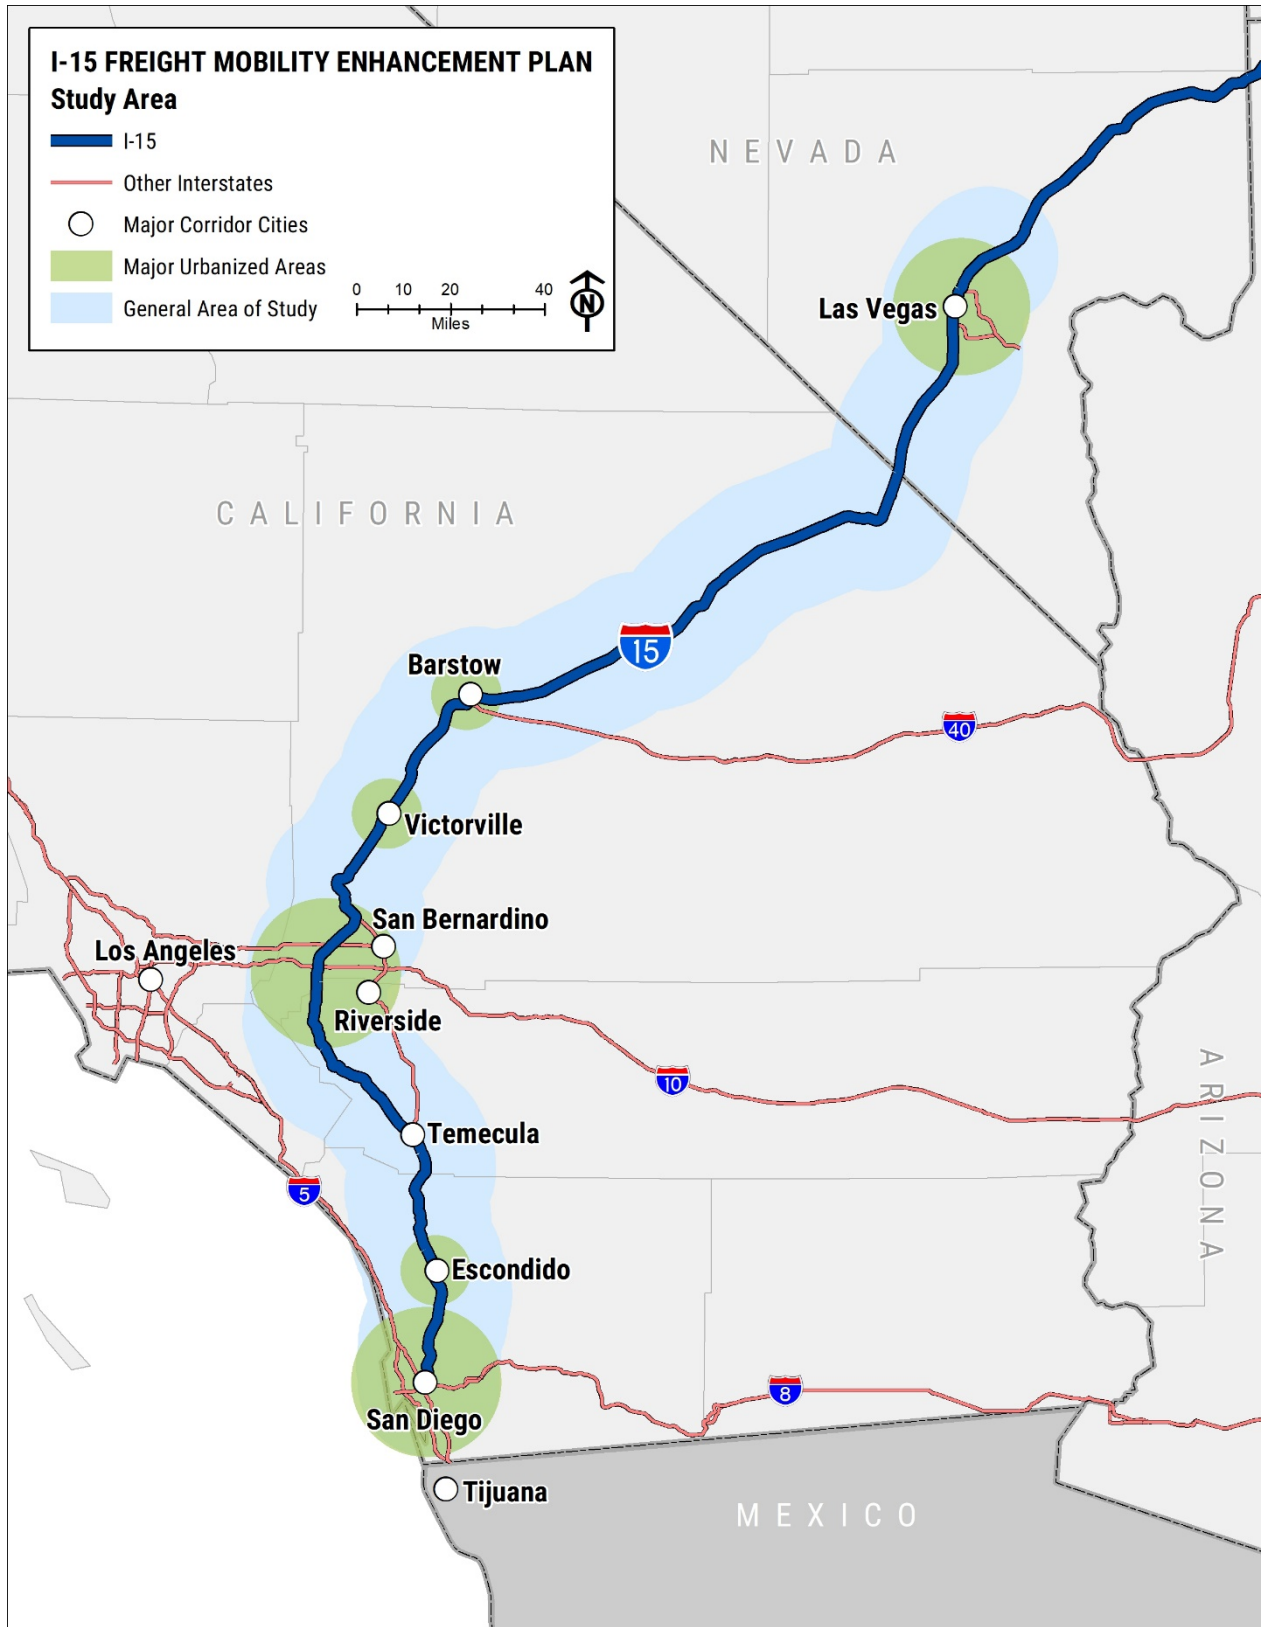 I-15 FREIGHT MOBILITY ENHANCEMENT PLAN
Study Area
I-15
Other Interstates
Major Corridor Cities
Major Urbanized Areas
General Area of Study
0 10 20 40
Miles
N
NEVADA
Las Vegas
CALIFORNIA
15
Barstow
40
Victorville
San Bernardino
Los Angeles
Riverside
10
ARIZONA
Temecula
5
Escondido
8
San Diego
Tijuana
MEXICO